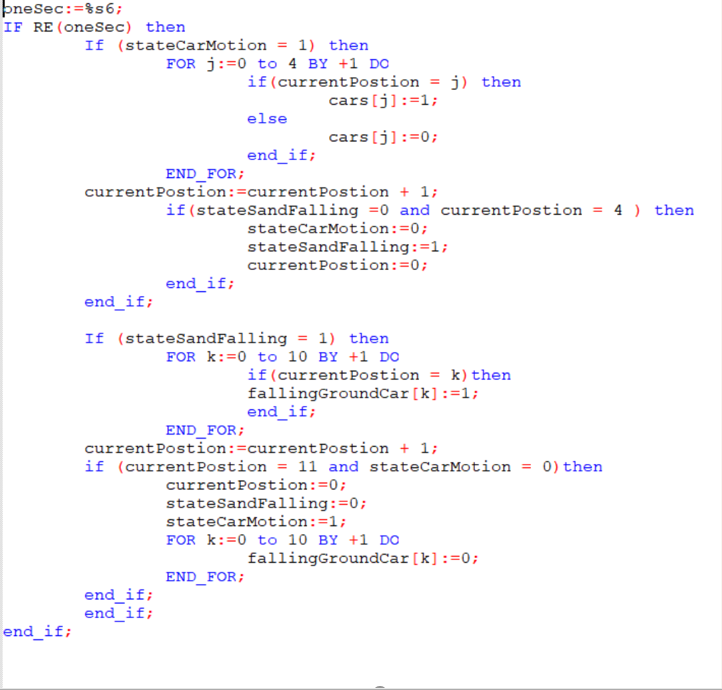 oneSec:=%s6;
IF RE(oneSec) then
If (stateCarMotion = 1) then
FOR j:=0 to 4 BY +1 DO
if(currentPostion = j) then
cars[j]:=1;
else
cars[j]:=0;
end_if;
END_FOR;
currentPostion:=currentPostion + 1;
if(stateSandFalling =0 and currentPostion = 4 ) then
stateCarMotion:=0;
stateSandFalling:=1;
currentPostion:=0;
end_if;
end_if;
If (stateSandFalling = 1) then
FOR k:=0 to 10 BY +1 DO
if(currentPostion = k)then
fallingGroundCar[k]:=1;
end_if;
END_FOR;
currentPostion:=currentPostion + 1;
if (currentPostion = 11 and stateCarMotion = 0)then
currentPostion:=0;
stateSandFalling:=0;
stateCarMotion:=1;
FOR k:=0 to 10 BY +1 DO
fallingGroundCar[k]:=0;
END_FOR;
end_if;
end_if;
end_if;